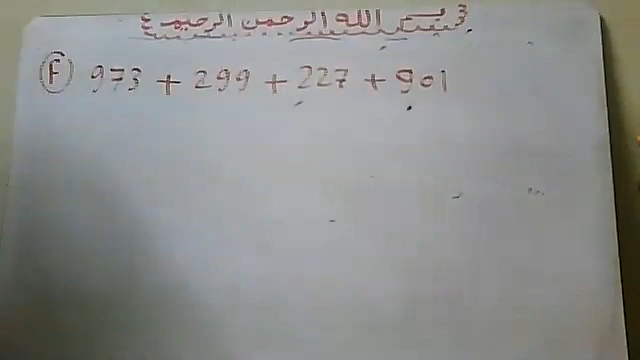 بسم الله الرحمن الرحيم
(F) 973 + 299 + 227 + 901